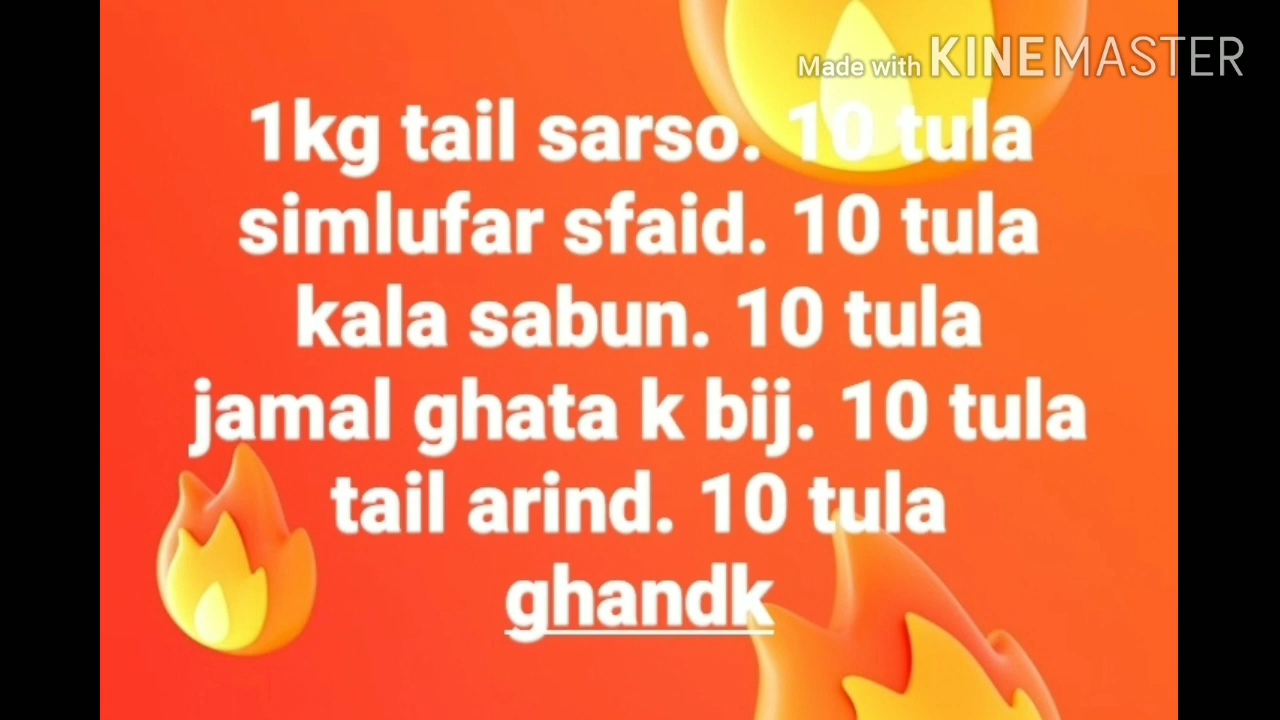 Made with KINEMASTER
1kg tail sarso. 10 tula
simlufar sfaid. 10 tula
kala sabun. 10 tula
jamal ghata k bij. 10 tula
tail arind. 10 tula
ghandk